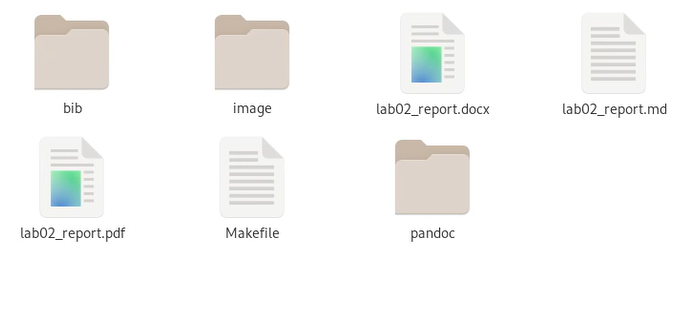 bib
image
lab02_report.docx
lab02_report.md
lab02_report.pdf
Makefile
pandoc